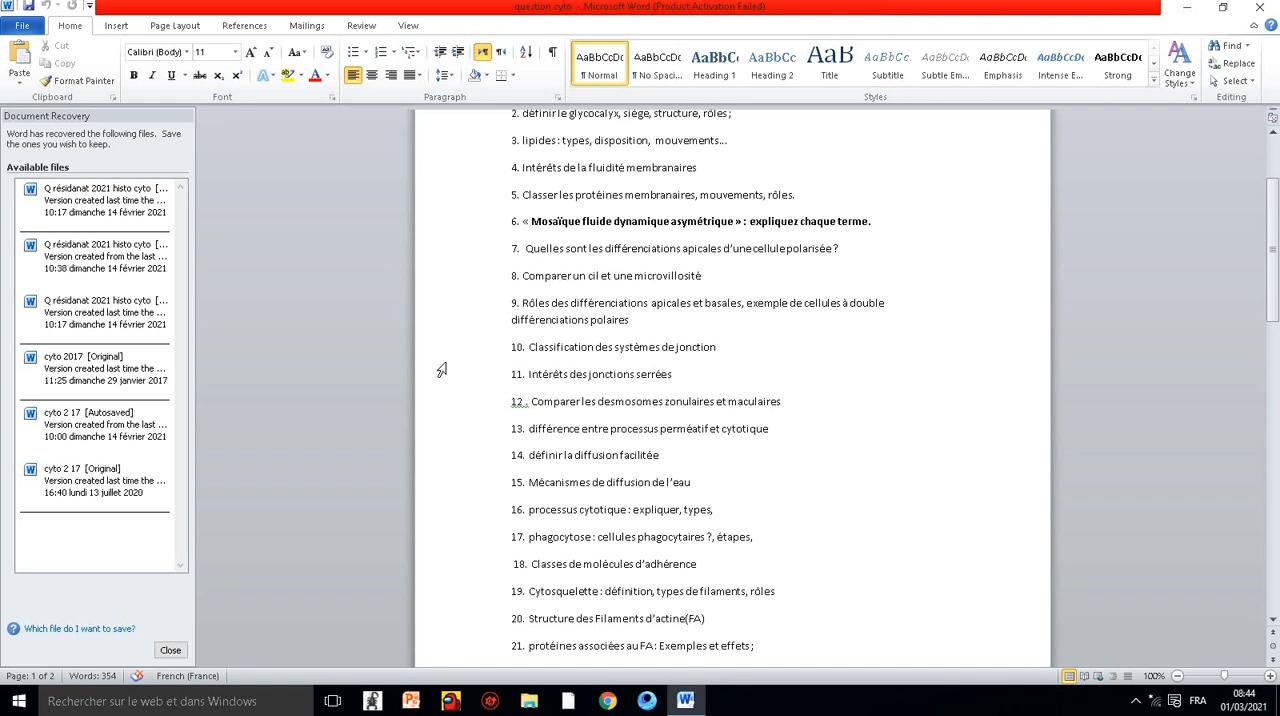 question.cyto - Microsoft Word (Product Activation Failed)
File Home Insert Page Layout References Mailings Review View
Paste
Cut
Copy
Format Painter
Clipboard
Calibri (Body) 11
Font
Paragraph
AaBbCcDc AaBbCcDc AaBbC( AaBbCc AaB AaBbCc. AaBbCcDc AaBbCcDc AaBbCcDc AaBbCcDc
¶ Normal ¶ No Spaci... Heading 1 Heading 2 Title Subtitle Subtle Em... Emphasis Intense E... Strong
Change Styles
Styles
Find
Replace
Select
Editing
Document Recovery
Word has recovered the following files. Save
the ones you wish to keep.
Available files
Q résidanat 2021 histo cyto [...
Version created last time the ...
10:17 dimanche 14 février 2021
Q résidanat 2021 histo cyto [...
Version created from the last ...
10:38 dimanche 14 février 2021
Q résidanat 2021 histo cyto [...
Version created last time the ...
10:17 dimanche 14 février 2021
cyto 2017 [Original]
Version created last time the ...
11:25 dimanche 29 janvier 2017
cyto 2 17 [Autosaved]
Version created from the last ...
10:00 dimanche 14 février 2021
cyto 2 17 [Original]
Version created last time the ...
16:40 lundi 13 juillet 2020
Which file do I want to save?
Close
2. définir le glycocalyx, siège, structure, rôles ;
3. lipides : types, disposition, mouvements...
4. Intérêts de la fluidité membranaires
5. Classer les protéines membranaires, mouvements, rôles.
6. « Mosaïque fluide dynamique asymétrique » : expliquez chaque terme.
7. Quelles sont les différenciations apicales d'une cellule polarisée ?
8. Comparer un cil et une microvillosité
9. Rôles des différenciations apicales et basales, exemple de cellules à double
différenciations polaires
10. Classification des systèmes de jonction
11. Intérêts des jonctions serrées
12 . Comparer les desmosomes zonulaires et maculaires
13. différence entre processus perméatif et cytotique
14. définir la diffusion facilitée
15. Mécanismes de diffusion de l'eau
16. processus cytotique : expliquer, types,
17. phagocytose : cellules phagocytaires ?, étapes,
18. Classes de molécules d'adhérence
19. Cytosquelette : définition, types de filaments, rôles
20. Structure des Filaments d'actine(FA)
21. protéines associées au FA : Exemples et effets ;
Page: 1 of 2 Words: 354 French (France) 100%
Rechercher sur le web et dans Windows
FRA
08:44
01/03/2021